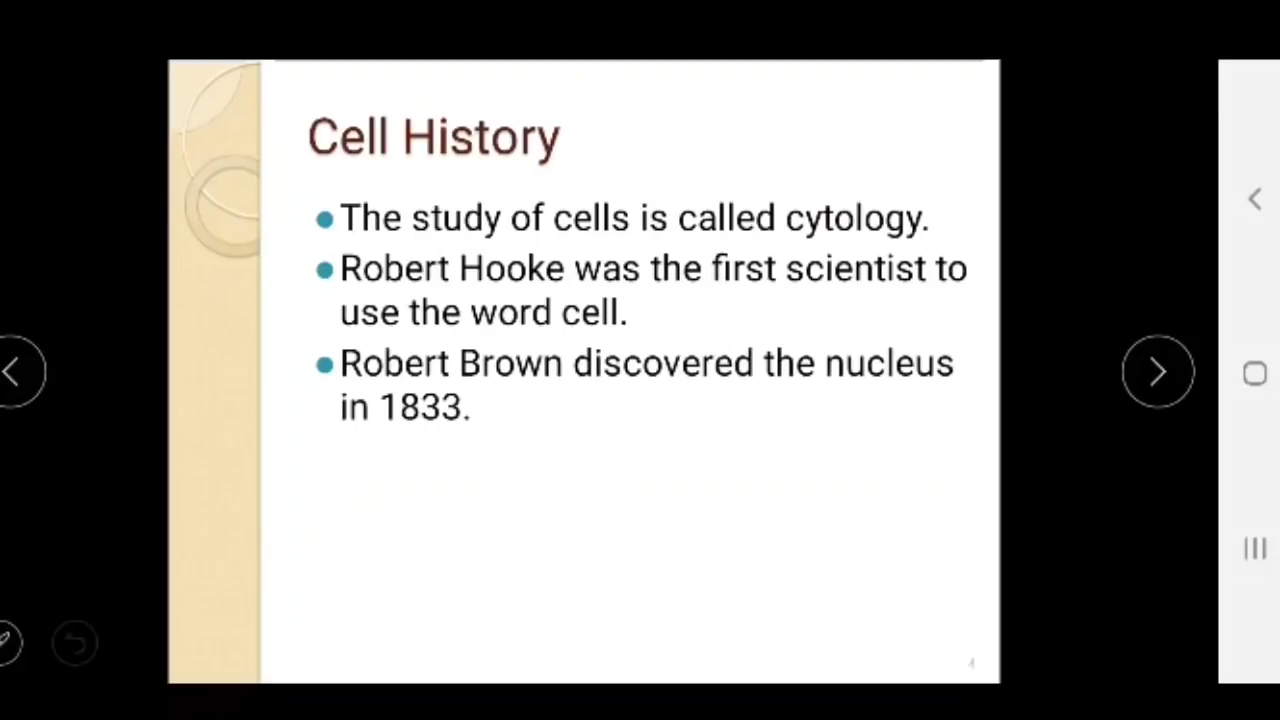 Cell History
The study of cells is called cytology.
Robert Hooke was the first scientist to
use the word cell.
Robert Brown discovered the nucleus
in 1833.
4